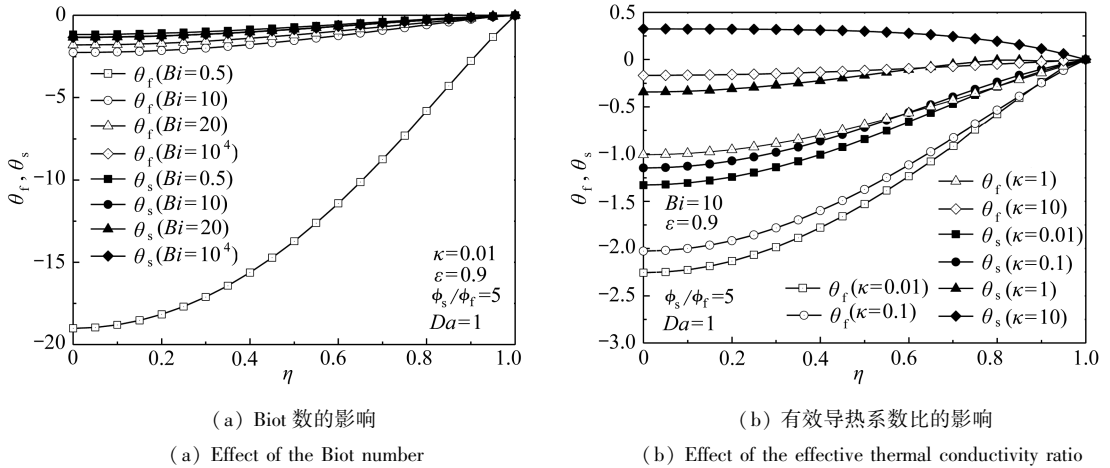 0
−5
−10
−15
−20
θf, θs
θf(Bi=0.5)
θf(Bi=10)
θf(Bi=20)
θf(Bi=10⁴)
θs(Bi=0.5)
θs(Bi=10)
θs(Bi=20)
θs(Bi=10⁴)
κ=0.01
ε=0.9
ϕs/ϕf=5
Da=1
0 0.2 0.4 0.6 0.8 1.0
η
(a) Biot 数的影响
(a) Effect of the Biot number
0.5
0
−0.5
−1.0
−1.5
−2.0
−2.5
−3.0
θf, θs
Bi=10
ε=0.9
ϕs/ϕf=5
Da=1
θf(κ=0.01)
θf(κ=0.1)
θf(κ=1)
θf(κ=10)
θs(κ=0.01)
θs(κ=0.1)
θs(κ=1)
θs(κ=10)
0 0.2 0.4 0.6 0.8 1.0
η
(b) 有效导热系数比的影响
(b) Effect of the effective thermal conductivity ratio